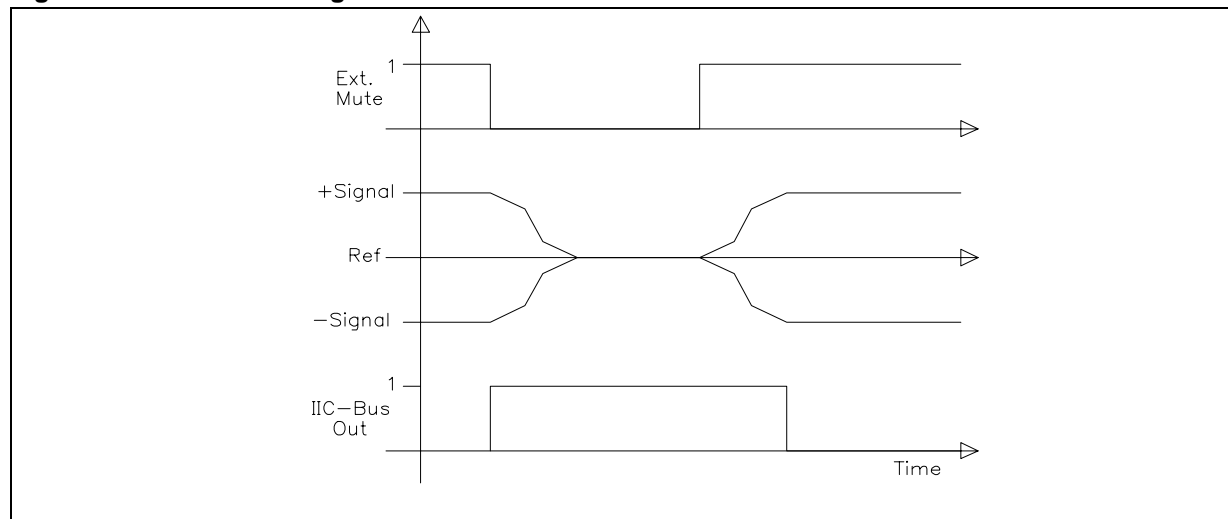 1
Ext.
Mute
+Signal
Ref
−Signal
1
IIC−Bus
Out
Time